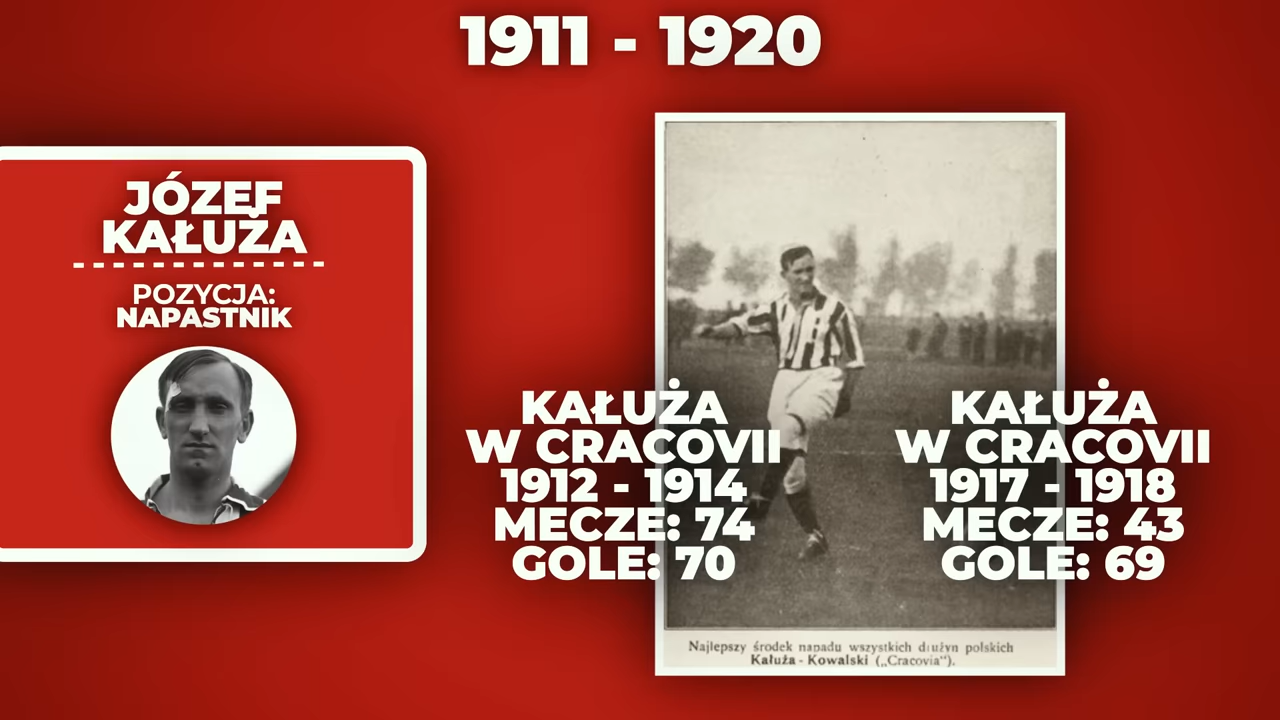 1911 - 1920
JÓZEF
KAŁUŻA
POZYCJA:
NAPASTNIK
KAŁUŻA
W CRACOVII
1912 - 1914
MECZE: 74
GOLE: 70
KAŁUŻA
W CRACOVII
1917 - 1918
MECZE: 43
GOLE: 69
Najlepszy środek napadu wszystkich drużyn polskich
Kałuża - Kowalski („Cracovia“).